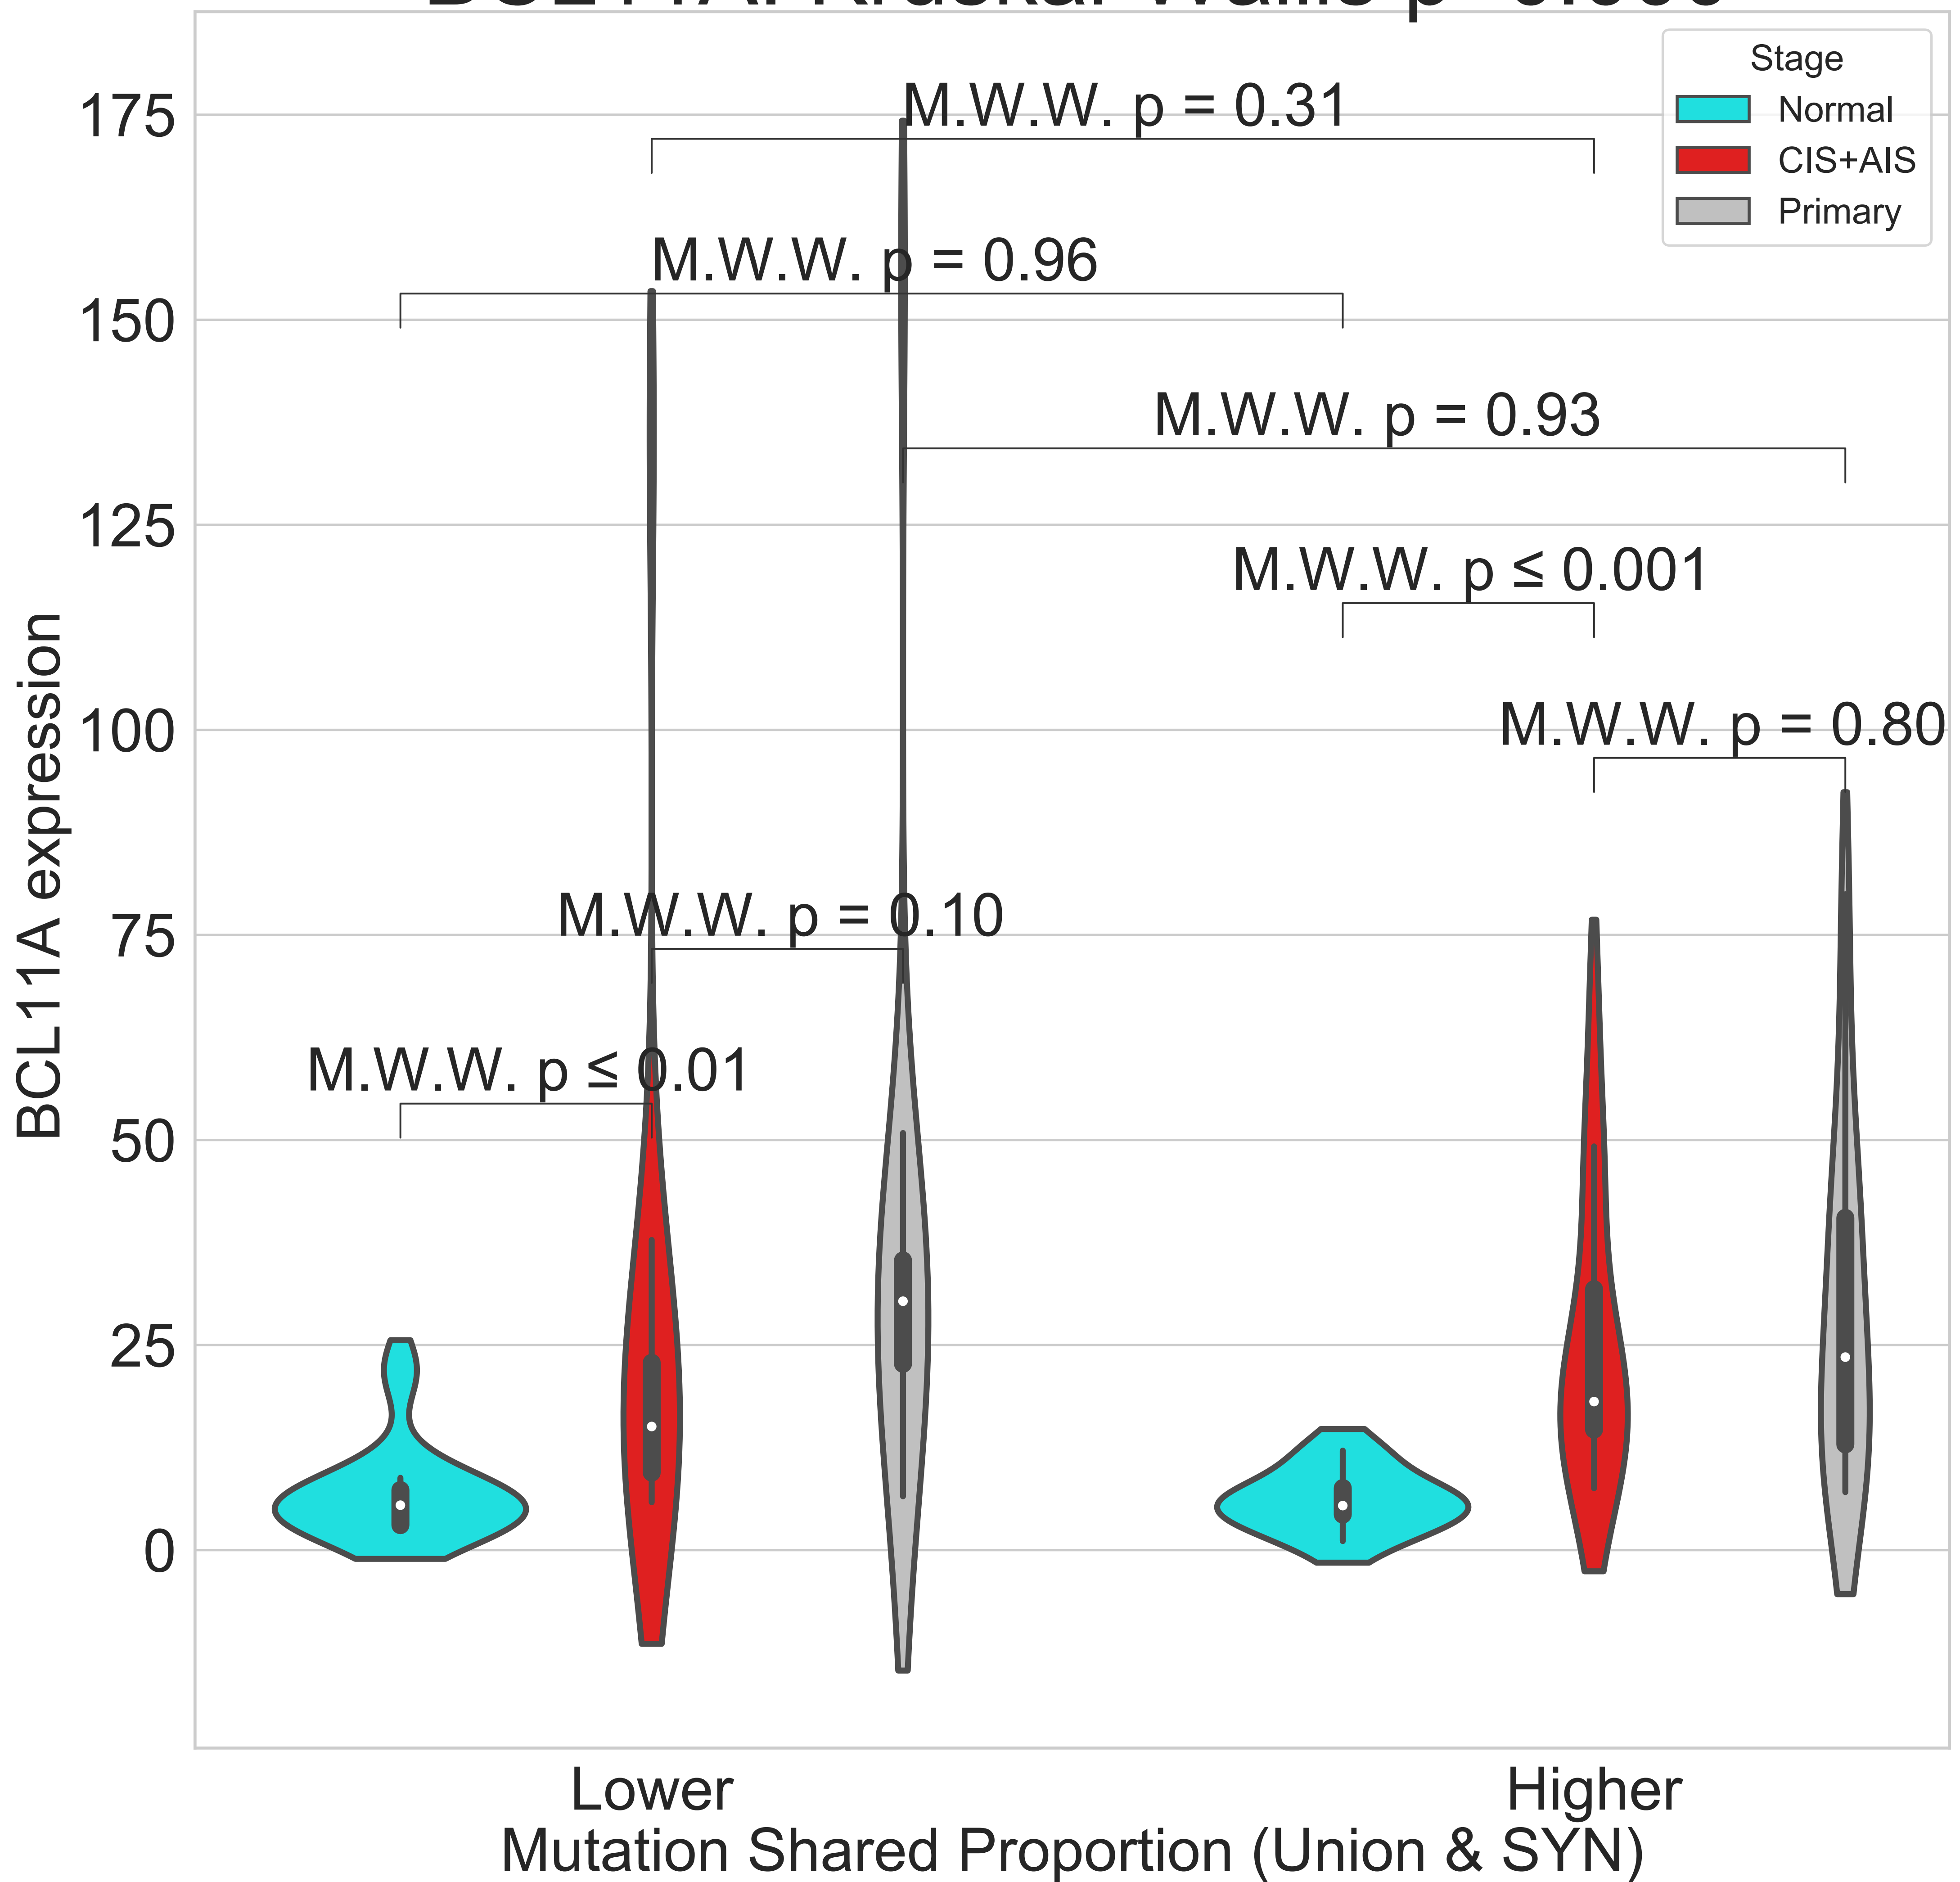 Stage
Normal
CIS+AIS
Primary
M.W.W. p = 0.31
M.W.W. p = 0.96
M.W.W. p = 0.93
M.W.W. p ≤ 0.001
M.W.W. p = 0.80
M.W.W. p = 0.10
M.W.W. p ≤ 0.01
175
150
125
100
75
50
25
0
BCL11A expression
Lower
Higher
Mutation Shared Proportion (Union & SYN)